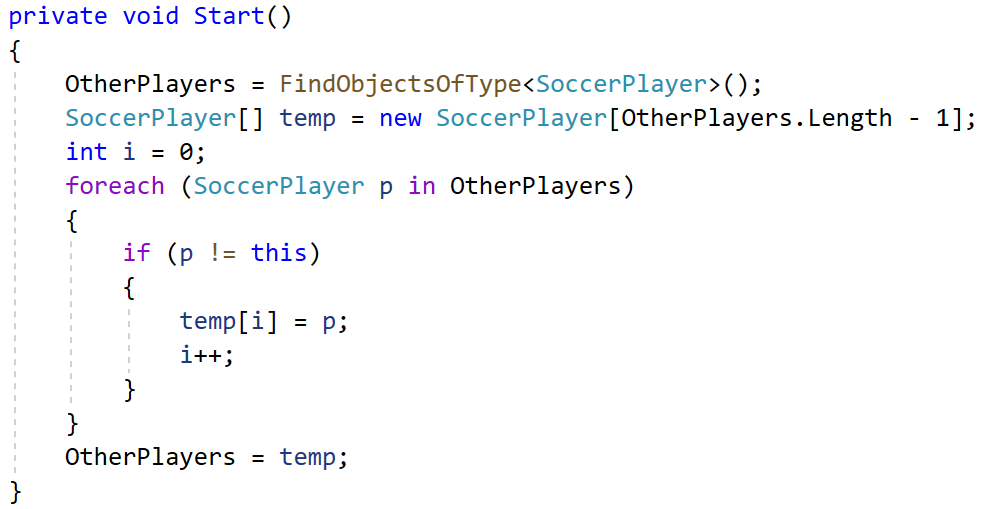 private void Start()
{
    OtherPlayers = FindObjectsOfType<SoccerPlayer>();
    SoccerPlayer[] temp = new SoccerPlayer[OtherPlayers.Length - 1];
    int i = 0;
    foreach (SoccerPlayer p in OtherPlayers)
    {
        if (p != this)
        {
            temp[i] = p;
            i++;
        }
    }
    OtherPlayers = temp;
}